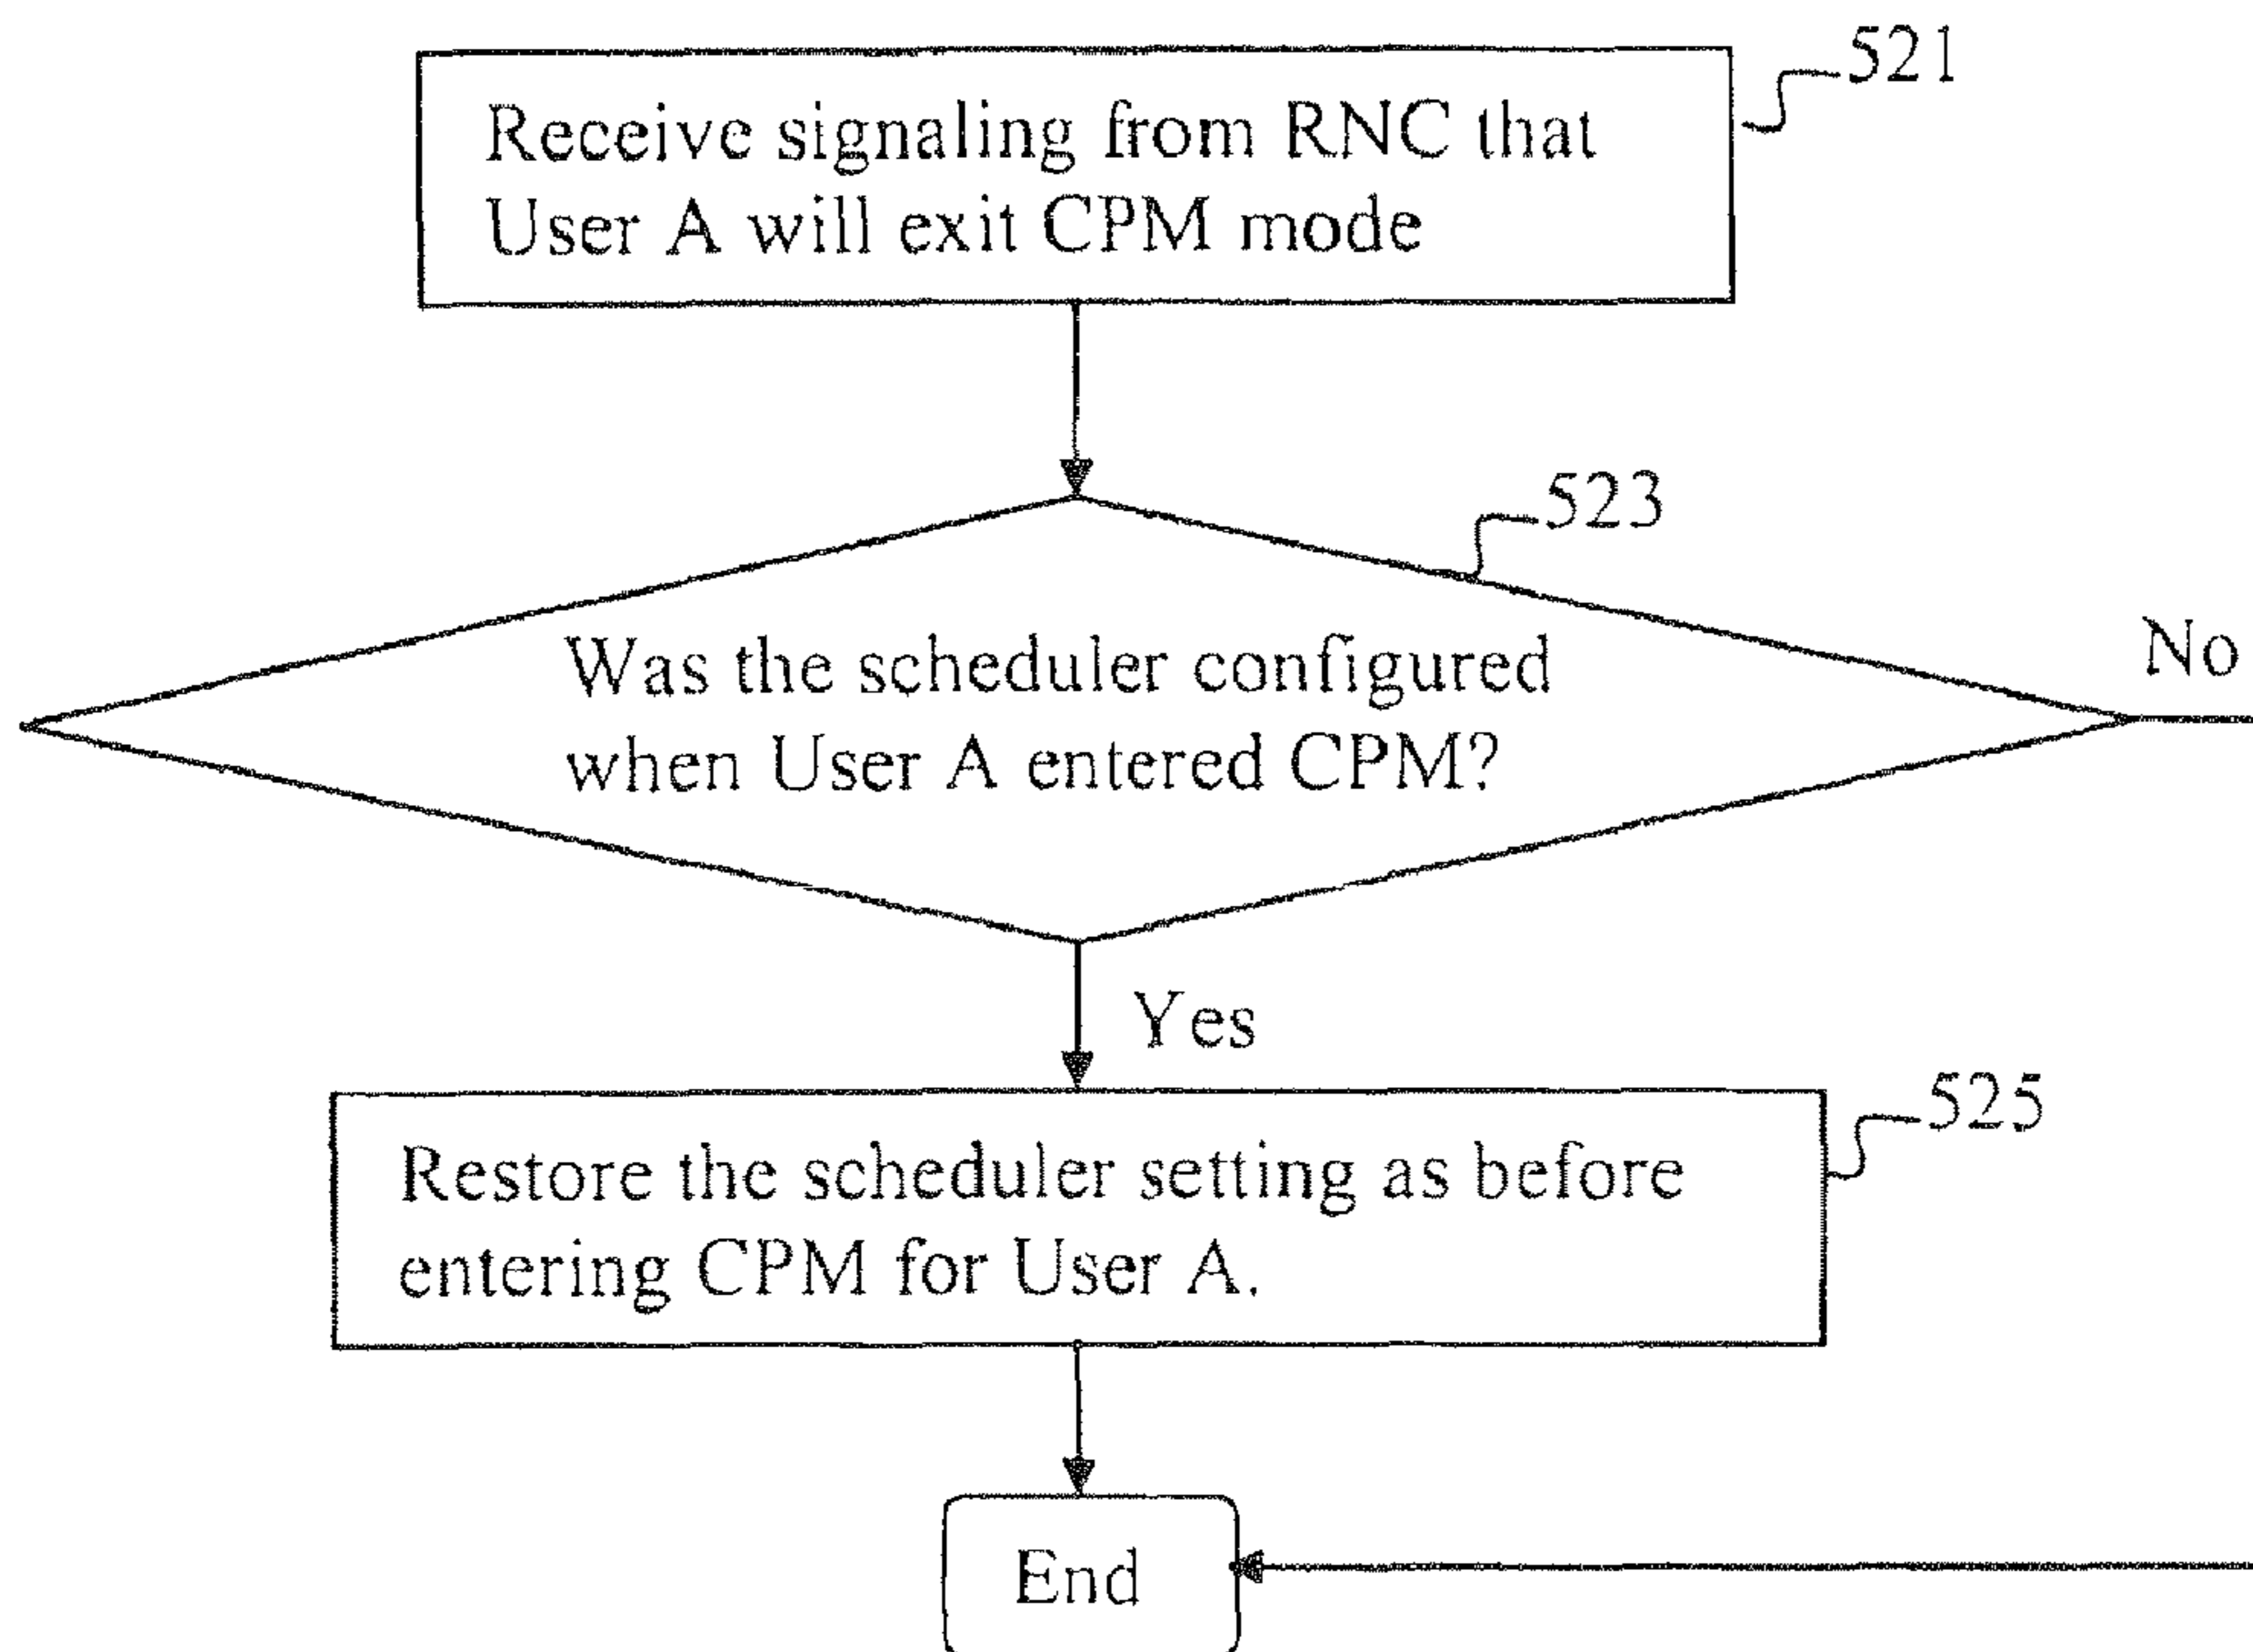 521
Receive signaling from RNC that
User A will exit CPM mode
523
No
Was the scheduler configured
when User A entered CPM?
Yes
525
Restore the scheduler setting as before
entering CPM for User A.
End